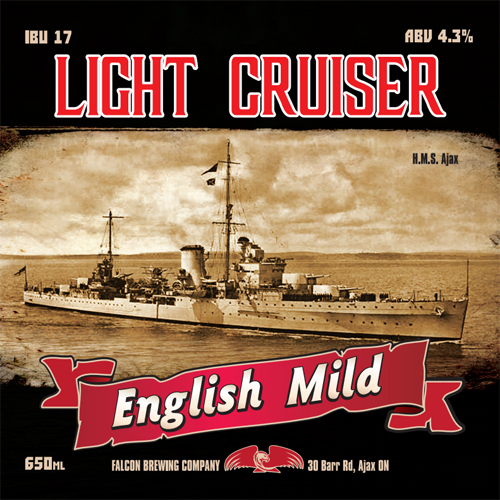 IBU 17
ABV 4.3%
LIGHT CRUISER
H.M.S. Ajax
English Mild
650ML
FALCON BREWING COMPANY 30 Barr Rd, Ajax ON